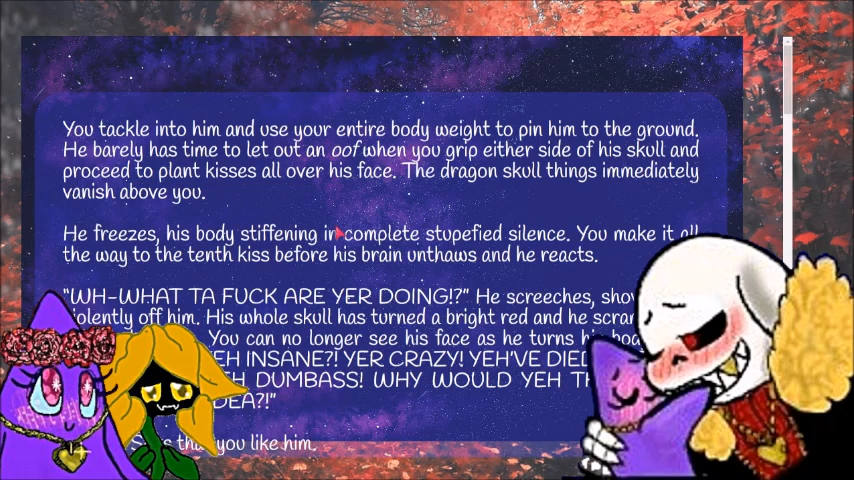 You tackle into him and use your entire body weight to pin him to the ground.
He barely has time to let out an oof when you grip either side of his skull and
proceed to plant kisses all over his face. The dragon skull things immediately
vanish above you.
He freezes, his body stiffening in complete stupefied silence. You make it all
the way to the tenth kiss before his brain unthaws and he reacts.
"WH-WHAT TA FUCK ARE YER DOING!?" He screeches,
violently off him. His whole skull has turned a bright red and he
You can no longer see his face as he turns his
INSANE?! YER CRAZY! YEH'VE DIED
DUMBASS! WHY WOULD YEH
you like him.